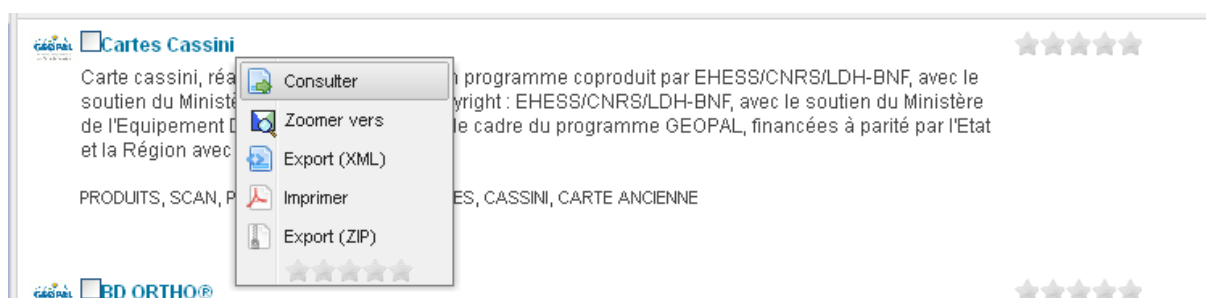 GÉOPAL Cartes Cassini
Carte cassini, réa
Consulter
n programme coproduit par EHESS/CNRS/LDH-BNF, avec le
soutien du Ministè
yright : EHESS/CNRS/LDH-BNF, avec le soutien du Ministère
Zoomer vers
de l'Equipement D
le cadre du programme GEOPAL, financées à parité par l'Etat
et la Région avec
Export (XML)
PRODUITS, SCAN, P
Imprimer
ES, CASSINI, CARTE ANCIENNE
Export (ZIP)
GÉOPAL BD ORTHO®